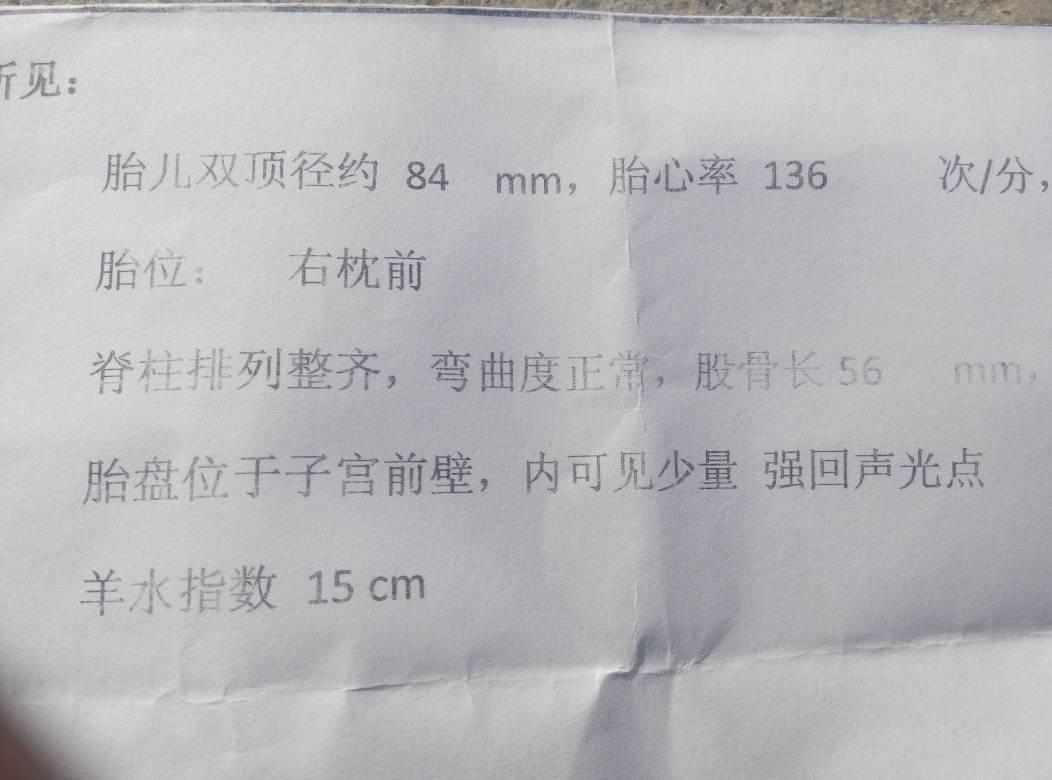 所见：
胎儿双顶径约 84 mm，胎心率 136 次/分，
胎位： 右枕前
脊柱排列整齐，弯曲度正常，股骨长 56 mm，
胎盘位于子宫前壁，内可见少量 强回声光点
羊水指数 15 cm